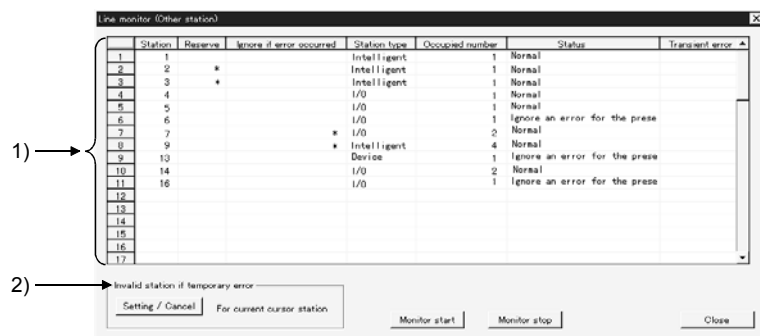 Line monitor (Other station)
Station Reserve Ignore if error occurred Station type Occupied number Status Transient error
1 1 Intelligent 1 Normal
2 2 * Intelligent 1 Normal
3 3 * Intelligent 1 Normal
4 4 I/O 1 Normal
5 5 I/O 1 Normal
6 6 I/O 1 Ignore an error for the prese
7 7 * I/O 2 Normal
8 9 * Intelligent 4 Normal
9 13 Device 1 Ignore an error for the prese
10 14 I/O 2 Normal
11 16 I/O 1 Ignore an error for the prese
12
13
14
15
16
17
1)
2)
Invalid station if temporary error
Setting / Cancel For current cursor station
Monitor start Monitor stop Close